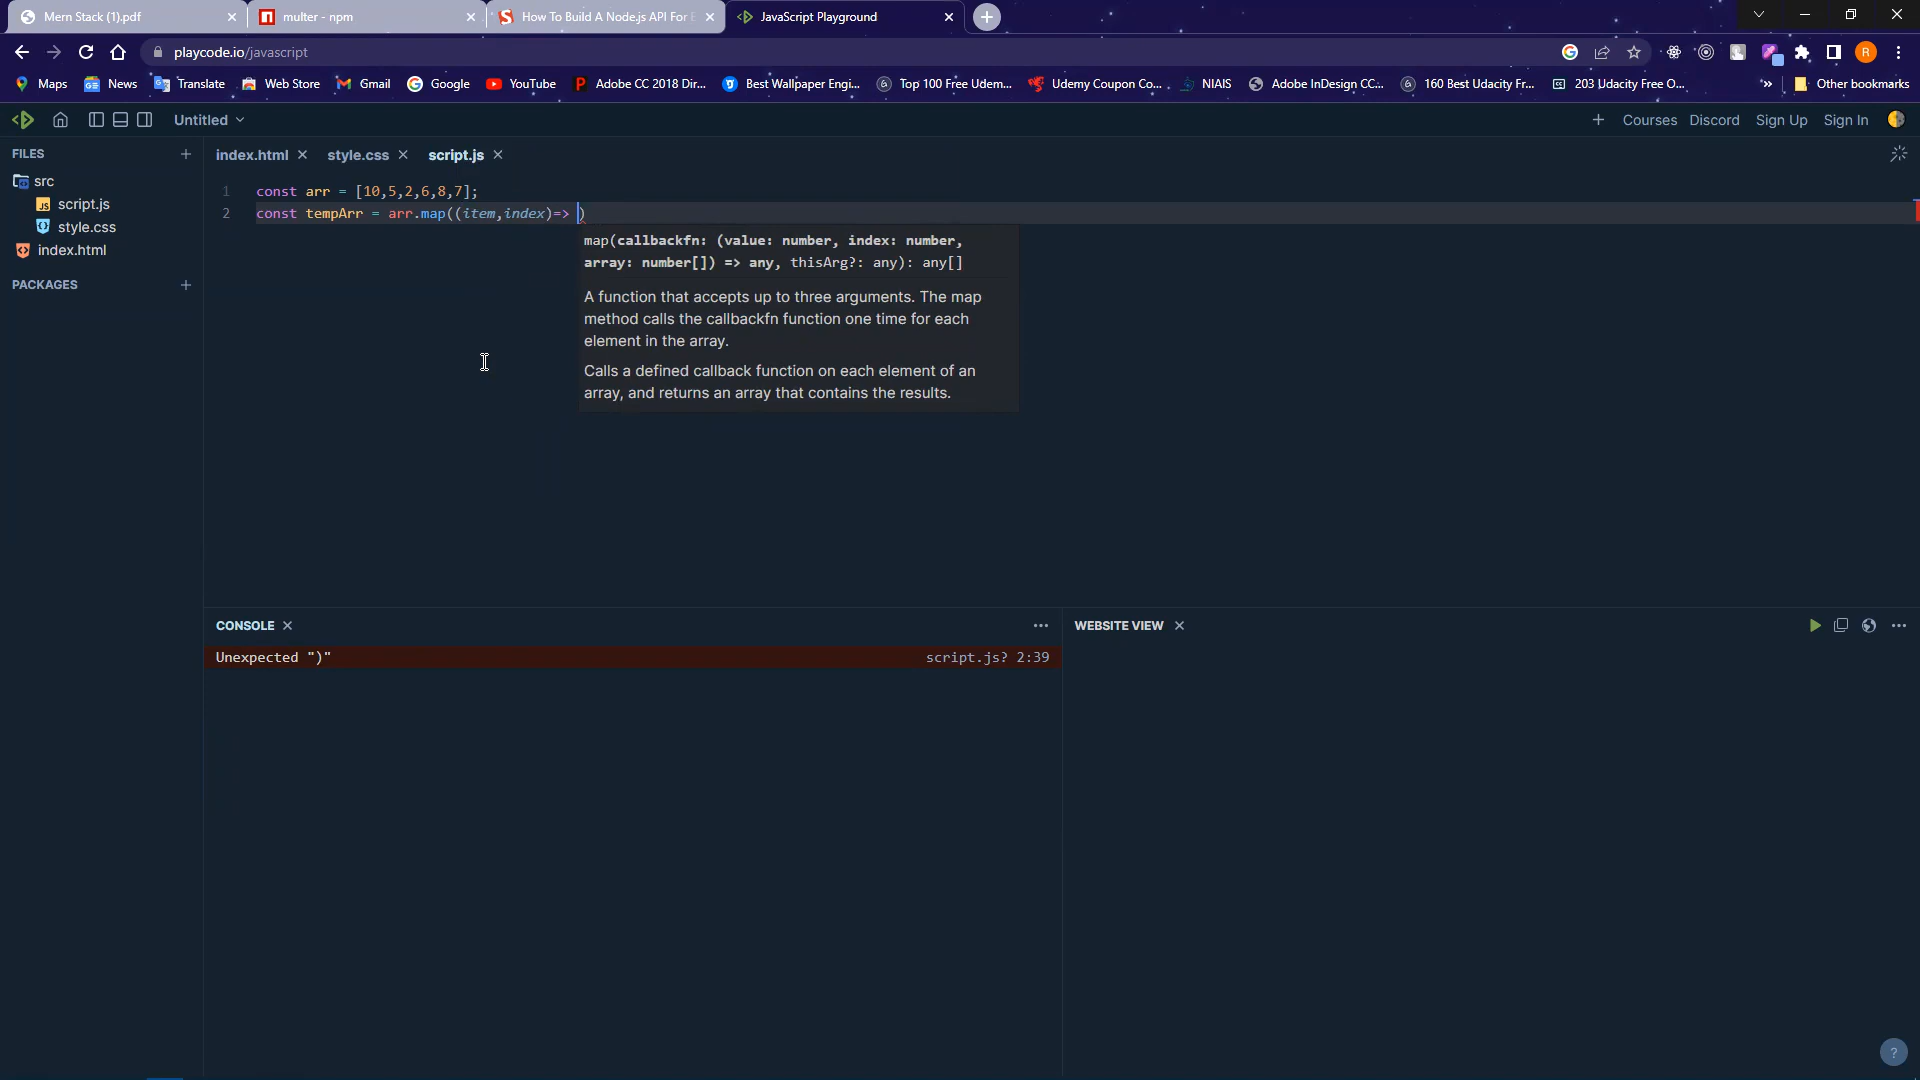 Mern Stack (1).pdf
multer - npm
How To Build A Node.js API For E
JavaScript Playground
playcode.io/javascript
R
Maps
News
Translate
Web Store
Gmail
Google
YouTube
Adobe CC 2018 Dir...
Best Wallpaper Engi...
Top 100 Free Udem...
Udemy Coupon Co...
NIAIS
Adobe InDesign CC...
160 Best Udacity Fr...
203 Udacity Free O...
»
Other bookmarks
Untitled
Courses
Discord
Sign Up
Sign In
FILES
src
script.js
style.css
index.html
PACKAGES
index.html
style.css
script.js
1 const arr = [10,5,2,6,8,7];
2 const tempArr = arr.map((item,index)=> )
map(callbackfn: (value: number, index: number,
array: number[]) => any, thisArg?: any): any[]
A function that accepts up to three arguments. The map
method calls the callbackfn function one time for each
element in the array.
Calls a defined callback function on each element of an
array, and returns an array that contains the results.
CONSOLE
Unexpected ")"
script.js? 2:39
WEBSITE VIEW
?